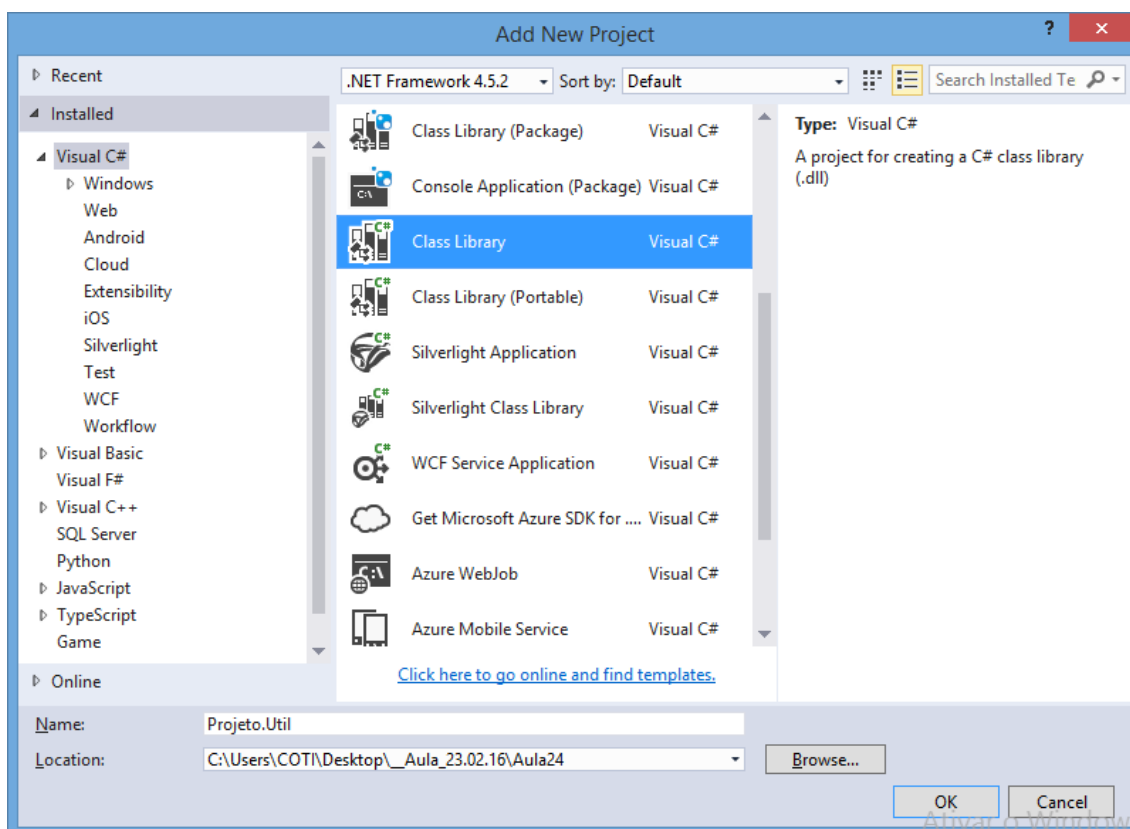 Add New Project
?
Recent
.NET Framework 4.5.2
Sort by:
Default
Search Installed Te
Installed
Visual C#
Windows
Web
Android
Cloud
Extensibility
iOS
Silverlight
Test
WCF
Workflow
Visual Basic
Visual F#
Visual C++
SQL Server
Python
JavaScript
TypeScript
Game
Online
Class Library (Package) Visual C#
Console Application (Package) Visual C#
Class Library Visual C#
Class Library (Portable) Visual C#
Silverlight Application Visual C#
Silverlight Class Library Visual C#
WCF Service Application Visual C#
Get Microsoft Azure SDK for .... Visual C#
Azure WebJob Visual C#
Azure Mobile Service Visual C#
Click here to go online and find templates.
Type: Visual C#
A project for creating a C# class library
(.dll)
Name: Projeto.Util
Location: C:\Users\COTI\Desktop\__Aula_23.02.16\Aula24
Browse...
OK
Cancel
Ativar o Window